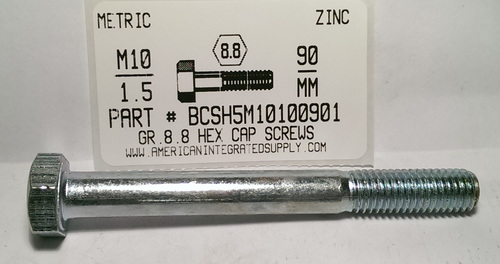 METRIC ZINC
8.8
M10 90
1.5 MM
PART # BCSH5M10100901
GR.8.8 HEX CAP SCREWS
WWW.AMERICANINTEGRATEDSUPPLY.COM